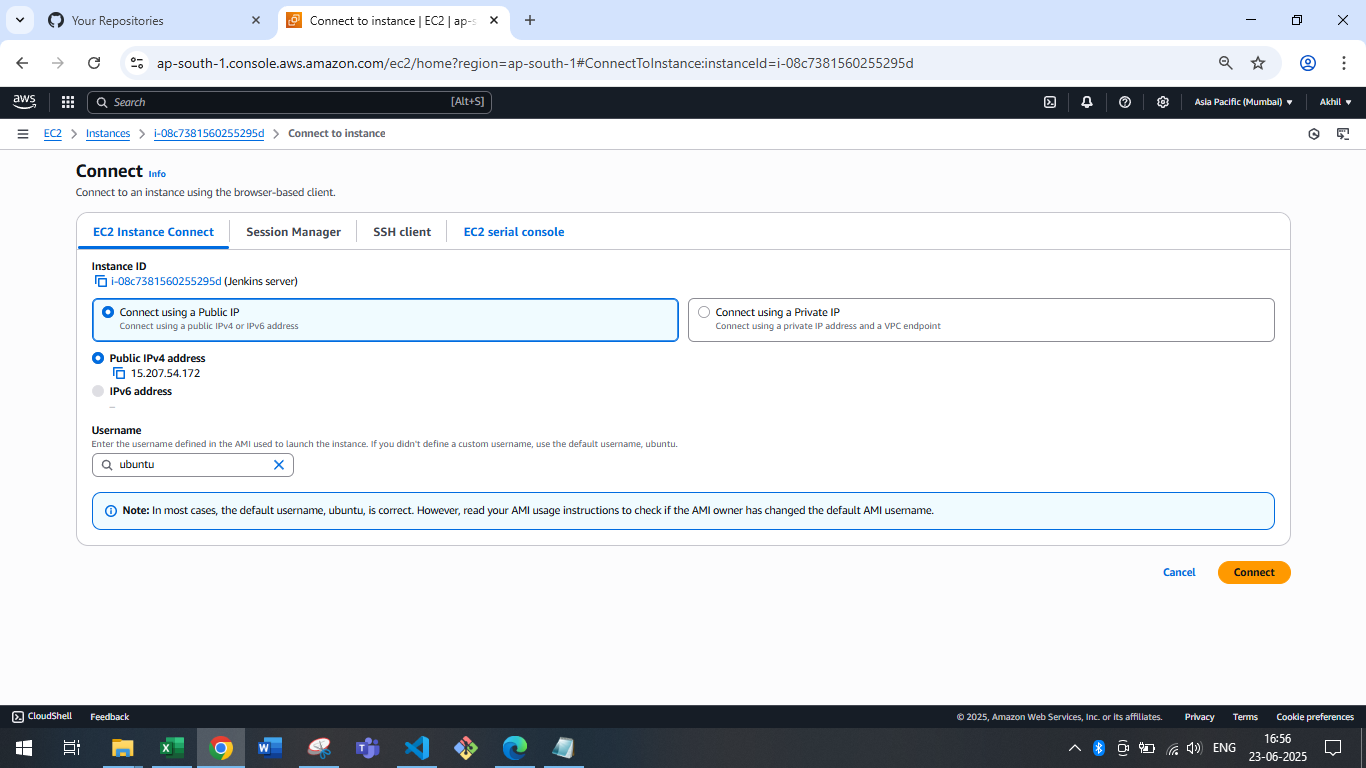 Your Repositories
Connect to instance | EC2 | ap-s
ap-south-1.console.aws.amazon.com/ec2/home?region=ap-south-1#ConnectToInstance:instanceId=i-08c7381560255295d
aws
Search [Alt+S]
Asia Pacific (Mumbai)
Akhil
EC2 > Instances > i-08c7381560255295d > Connect to instance
Connect Info
Connect to an instance using the browser-based client.
EC2 Instance Connect
Session Manager
SSH client
EC2 serial console
Instance ID
i-08c7381560255295d (Jenkins server)
Connect using a Public IP
Connect using a public IPv4 or IPv6 address
Connect using a Private IP
Connect using a private IP address and a VPC endpoint
Public IPv4 address
15.207.54.172
IPv6 address
–
Username
Enter the username defined in the AMI used to launch the instance. If you didn't define a custom username, use the default username, ubuntu.
ubuntu
Note: In most cases, the default username, ubuntu, is correct. However, read your AMI usage instructions to check if the AMI owner has changed the default AMI username.
Cancel
Connect
CloudShell
Feedback
© 2025, Amazon Web Services, Inc. or its affiliates.
Privacy
Terms
Cookie preferences
ENG
16:56
23-06-2025